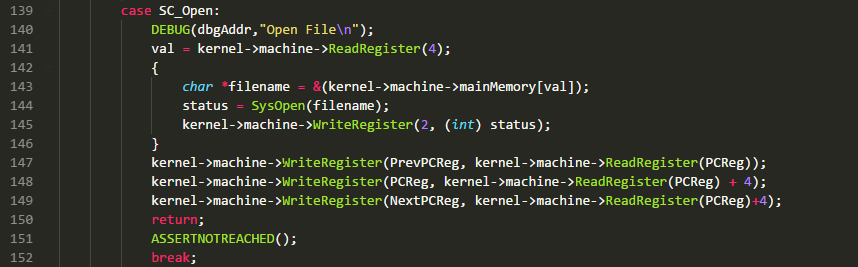 139 case SC_Open:
140 DEBUG(dbgAddr,"Open File\n");
141 val = kernel->machine->ReadRegister(4);
142 {
143 char *filename = &(kernel->machine->mainMemory[val]);
144 status = SysOpen(filename);
145 kernel->machine->WriteRegister(2, (int) status);
146 }
147 kernel->machine->WriteRegister(PrevPCReg, kernel->machine->ReadRegister(PCReg));
148 kernel->machine->WriteRegister(PCReg, kernel->machine->ReadRegister(PCReg) + 4);
149 kernel->machine->WriteRegister(NextPCReg, kernel->machine->ReadRegister(PCReg)+4);
150 return;
151 ASSERTNOTREACHED();
152 break;